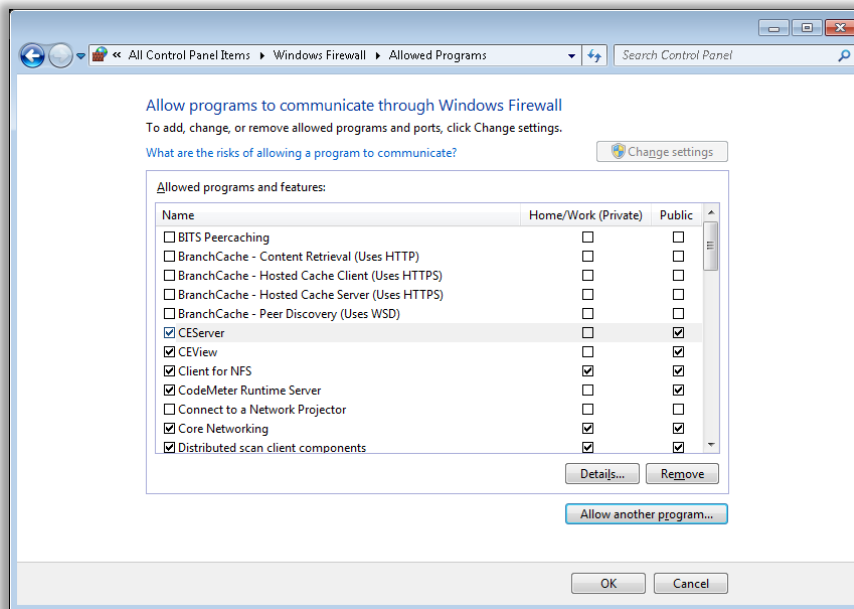 « All Control Panel Items ▸ Windows Firewall ▸ Allowed Programs
Search Control Panel
Allow programs to communicate through Windows Firewall
To add, change, or remove allowed programs and ports, click Change settings.
What are the risks of allowing a program to communicate?
Change settings
Allowed programs and features:
Name Home/Work (Private) Public
BITS Peercaching
BranchCache - Content Retrieval (Uses HTTP)
BranchCache - Hosted Cache Client (Uses HTTPS)
BranchCache - Hosted Cache Server (Uses HTTPS)
BranchCache - Peer Discovery (Uses WSD)
CEServer
CEView
Client for NFS
CodeMeter Runtime Server
Connect to a Network Projector
Core Networking
Distributed scan client components
Details... Remove
Allow another program...
OK Cancel